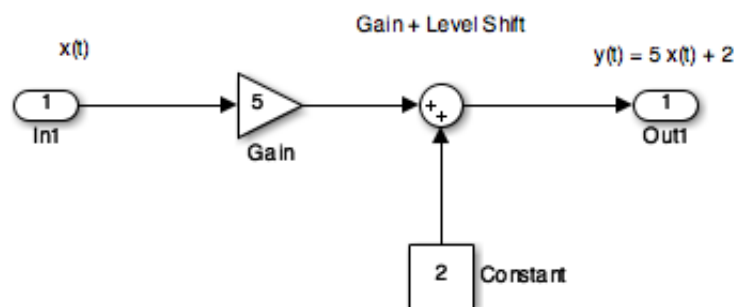 Gain + Level Shift
x(t)
y(t) = 5 x(t) + 2
1
5
++
1
In1
Gain
Out1
2
Constant